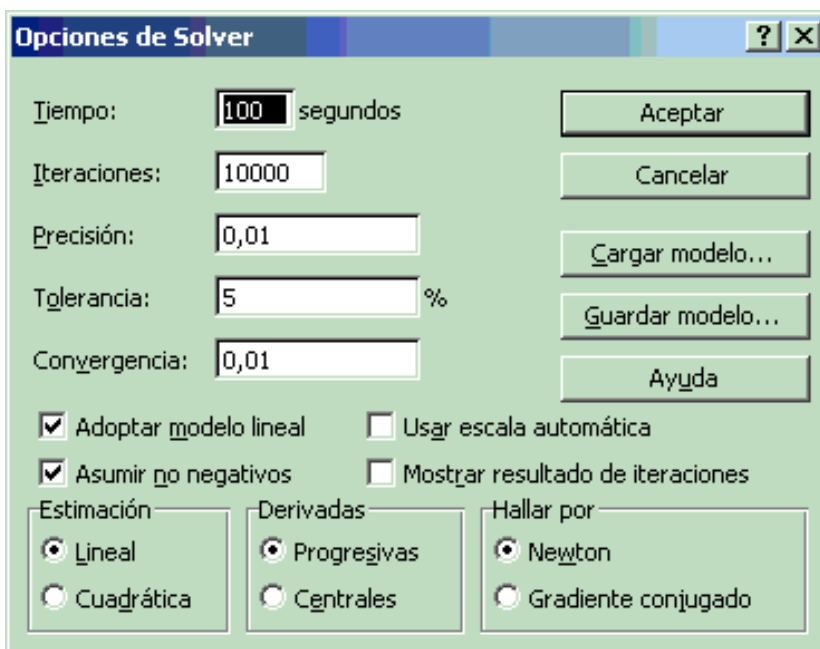 Opciones de Solver ? X
Tiempo: 100 segundos Aceptar
Iteraciones: 10000 Cancelar
Precisión: 0,01 Cargar modelo...
Tolerancia: 5 % Guardar modelo...
Convergencia: 0,01 Ayuda
Adoptar modelo lineal Usar escala automática
Asumir no negativos Mostrar resultado de iteraciones
Estimación Derivadas Hallar por
Lineal Progresivas Newton
Cuadrática Centrales Gradiente conjugado